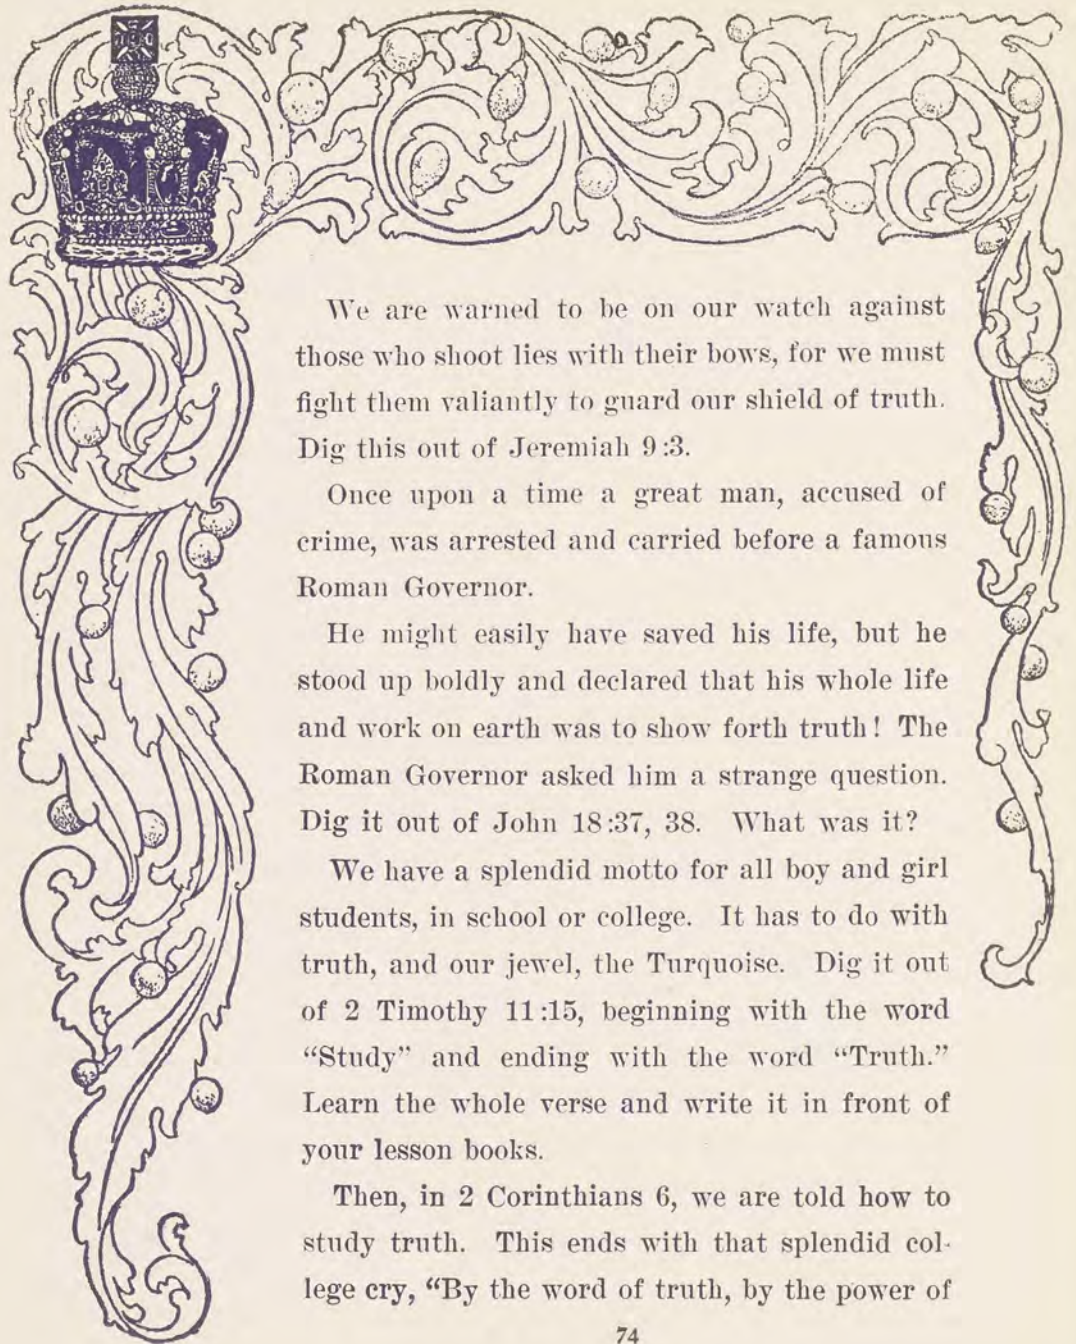 We are warned to be on our watch against
those who shoot lies with their bows, for we must
fight them valiantly to guard our shield of truth.
Dig this out of Jeremiah 9:3.
Once upon a time a great man, accused of
crime, was arrested and carried before a famous
Roman Governor.
He might easily have saved his life, but he
stood up boldly and declared that his whole life
and work on earth was to show forth truth! The
Roman Governor asked him a strange question.
Dig it out of John 18:37, 38. What was it?
We have a splendid motto for all boy and girl
students, in school or college. It has to do with
truth, and our jewel, the Turquoise. Dig it out
of 2 Timothy 11:15, beginning with the word
“Study” and ending with the word “Truth.”
Learn the whole verse and write it in front of
your lesson books.
Then, in 2 Corinthians 6, we are told how to
study truth. This ends with that splendid col-
lege cry, “By the word of truth, by the power of
74